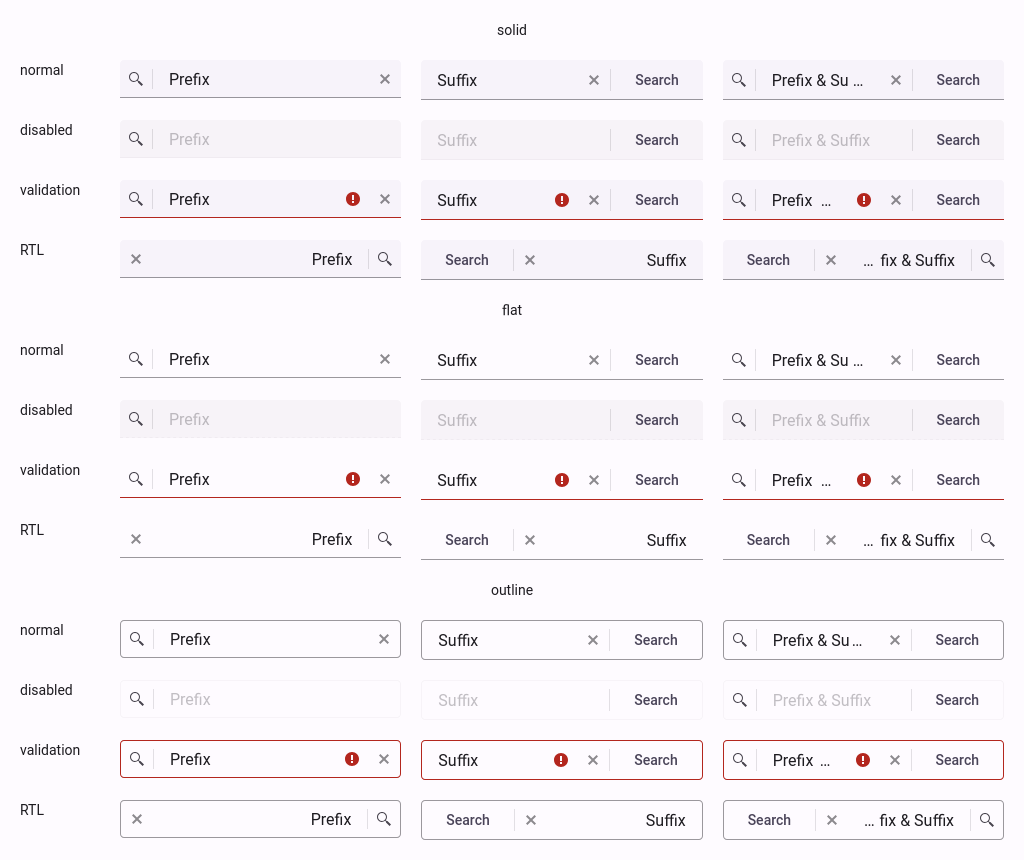 solid
normal Prefix Suffix Search Prefix & Su ... Search
disabled Prefix Suffix Search Prefix & Suffix Search
validation Prefix Suffix Search Prefix ... Search
RTL Prefix Search Suffix Search ... fix & Suffix
flat
normal Prefix Suffix Search Prefix & Su ... Search
disabled Prefix Suffix Search Prefix & Suffix Search
validation Prefix Suffix Search Prefix ... Search
RTL Prefix Search Suffix Search ... fix & Suffix
outline
normal Prefix Suffix Search Prefix & Su ... Search
disabled Prefix Suffix Search Prefix & Suffix Search
validation Prefix Suffix Search Prefix ... Search
RTL Prefix Search Suffix Search ... fix & Suffix